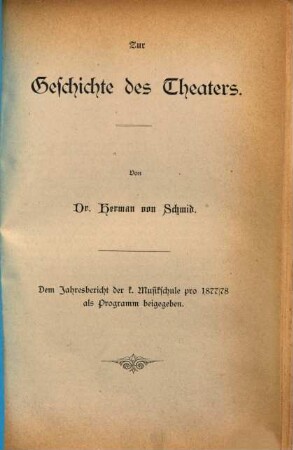 Zur
Geschichte des Theaters.
Von
Dr. Herman von Schmid.
Dem Jahresbericht der k. Musikschule pro 1877/78
als Programm beigegeben.